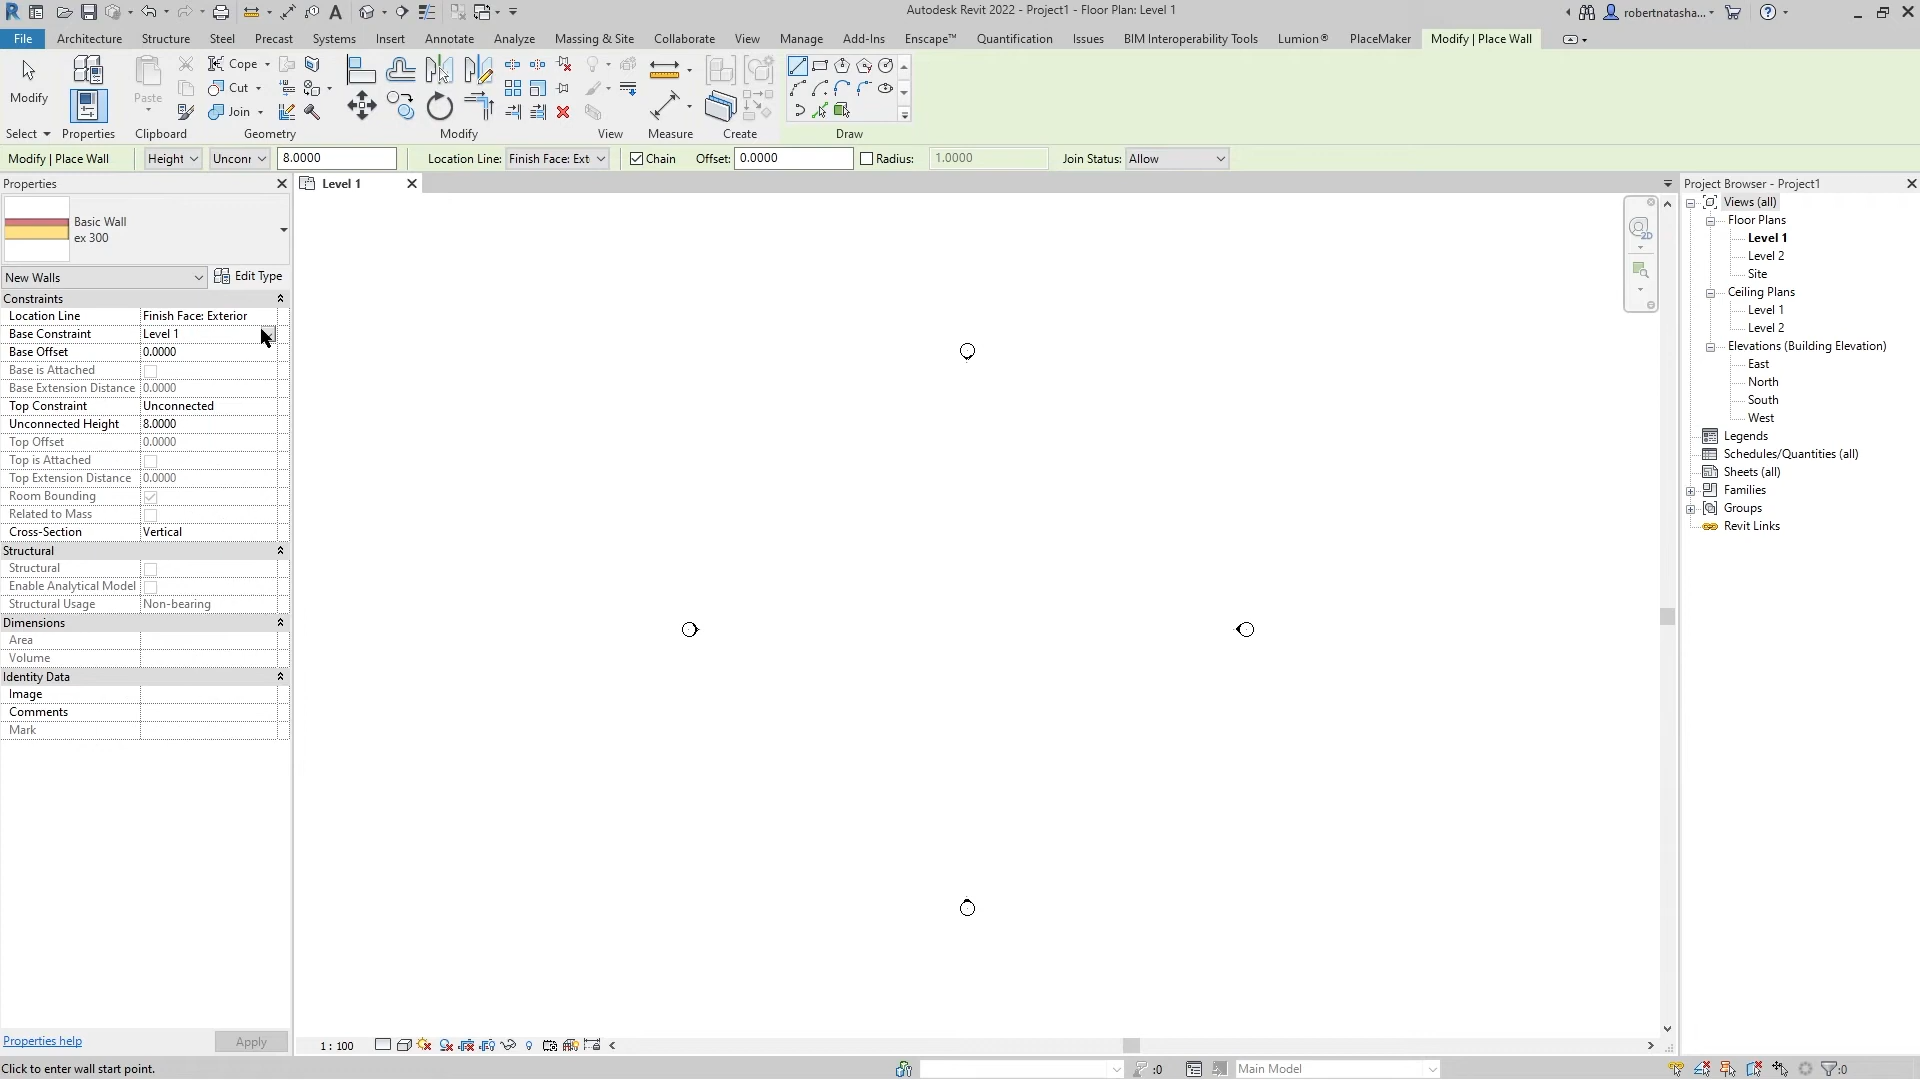 Autodesk Revit 2022 - Project1 - Floor Plan: Level 1
robertnatasha...
File Architecture Structure Steel Precast Systems Insert Annotate Analyze Massing & Site Collaborate View Manage Add-Ins Enscape™ Quantification Issues BIM Interoperability Tools Lumion® PlaceMaker Modify | Place Wall
Modify
Paste
Cope
Cut
Join
Select Properties Clipboard Geometry Modify View Measure Create Draw
Modify | Place Wall Height Unconr 8.0000 Location Line: Finish Face: Ext Chain Offset: 0.0000 Radius: 1.0000 Join Status: Allow
Properties
Basic Wall
ex 300
New Walls Edit Type
Constraints
Location Line Finish Face: Exterior
Base Constraint Level 1
Base Offset 0.0000
Base is Attached
Base Extension Distance 0.0000
Top Constraint Unconnected
Unconnected Height 8.0000
Top Offset 0.0000
Top is Attached
Top Extension Distance 0.0000
Room Bounding
Related to Mass
Cross-Section Vertical
Structural
Structural
Enable Analytical Model
Structural Usage Non-bearing
Dimensions
Area
Volume
Identity Data
Image
Comments
Mark
Properties help Apply
Level 1
2D
Project Browser - Project1
Views (all)
Floor Plans
Level 1
Level 2
Site
Ceiling Plans
Level 1
Level 2
Elevations (Building Elevation)
East
North
South
West
Legends
Schedules/Quantities (all)
Sheets (all)
Families
Groups
Revit Links
1 : 100
Click to enter wall start point.
:0
Main Model
:0